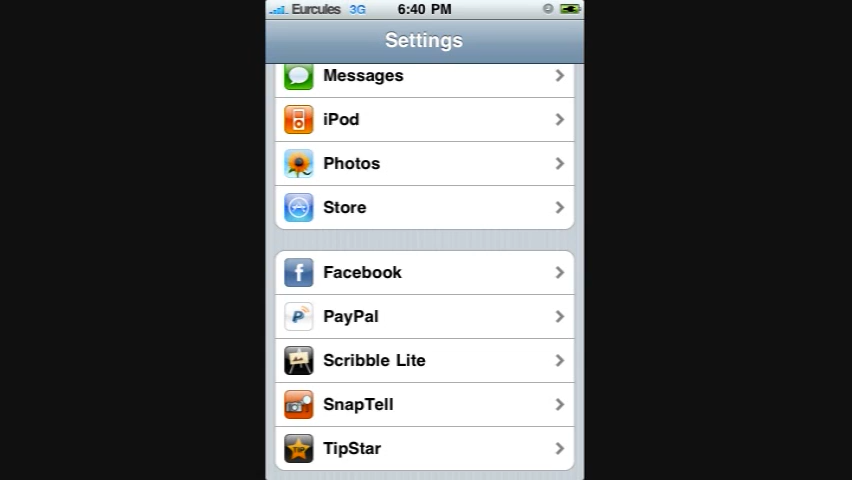 Eurcules 3G 6:40 PM
Settings
Messages
iPod
Photos
Store
Facebook
PayPal
Scribble Lite
SnapTell
TipStar